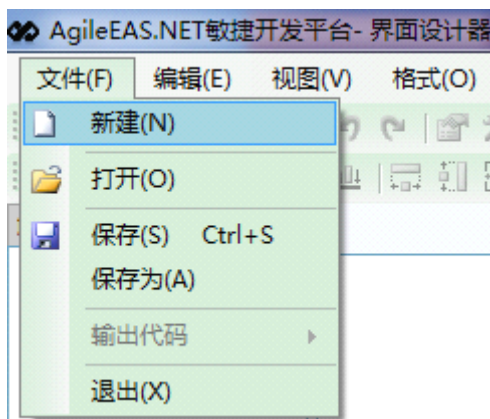 AgileEAS.NET敏捷开发平台- 界面设计器
文件(F) 编辑(E) 视图(V) 格式(O)
新建(N)
打开(O)
保存(S) Ctrl+S
保存为(A)
输出代码
退出(X)